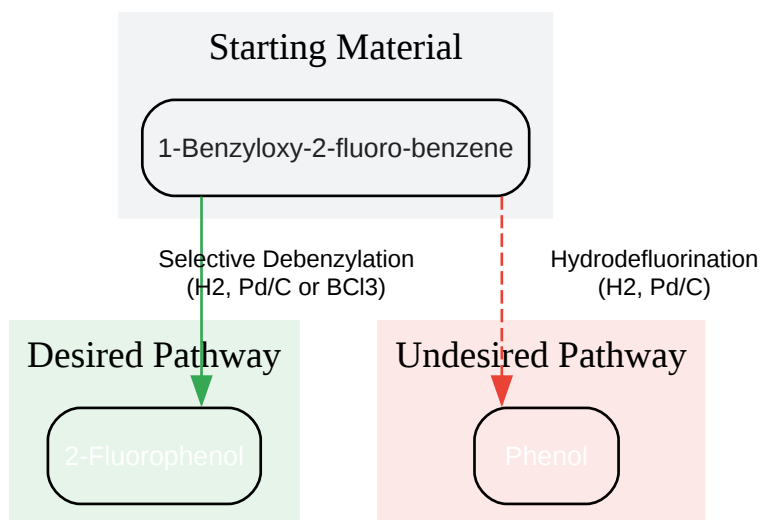 Starting Material
1-Benzyloxy-2-fluoro-benzene
Selective Debenzylation
(H2, Pd/C or BCl3)
Hydrodefluorination
(H2, Pd/C)
Desired Pathway
Undesired Pathway
2-Fluorophenol
Phenol